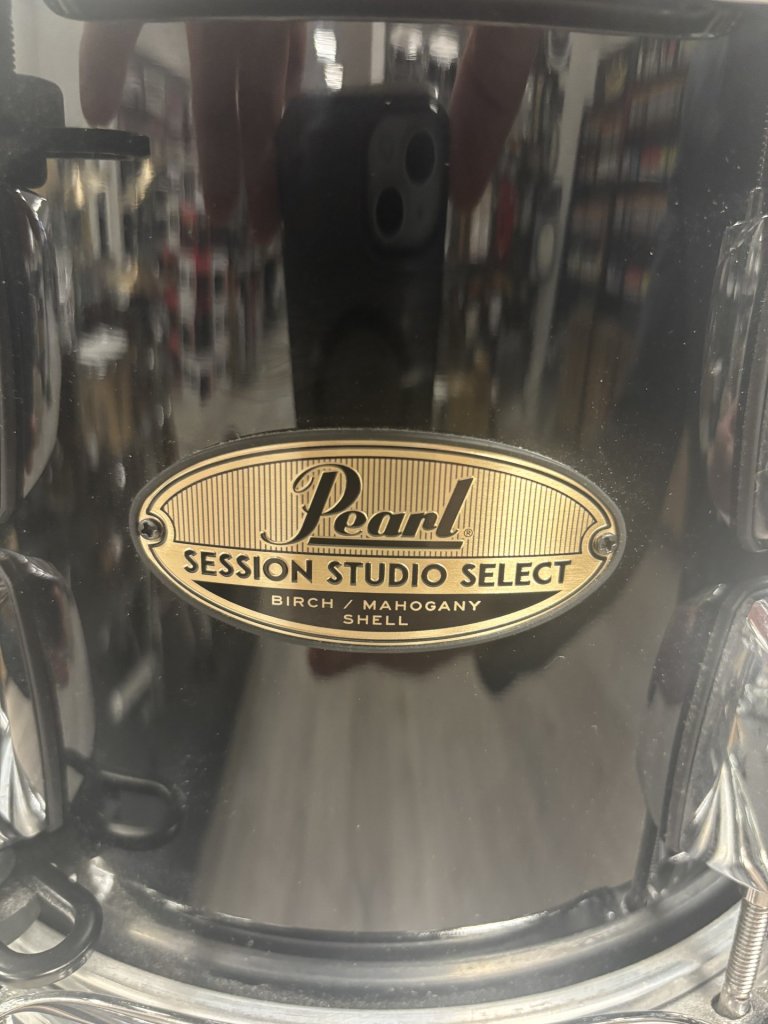 Pearl®
SESSION STUDIO SELECT
BIRCH / MAHOGANY
SHELL